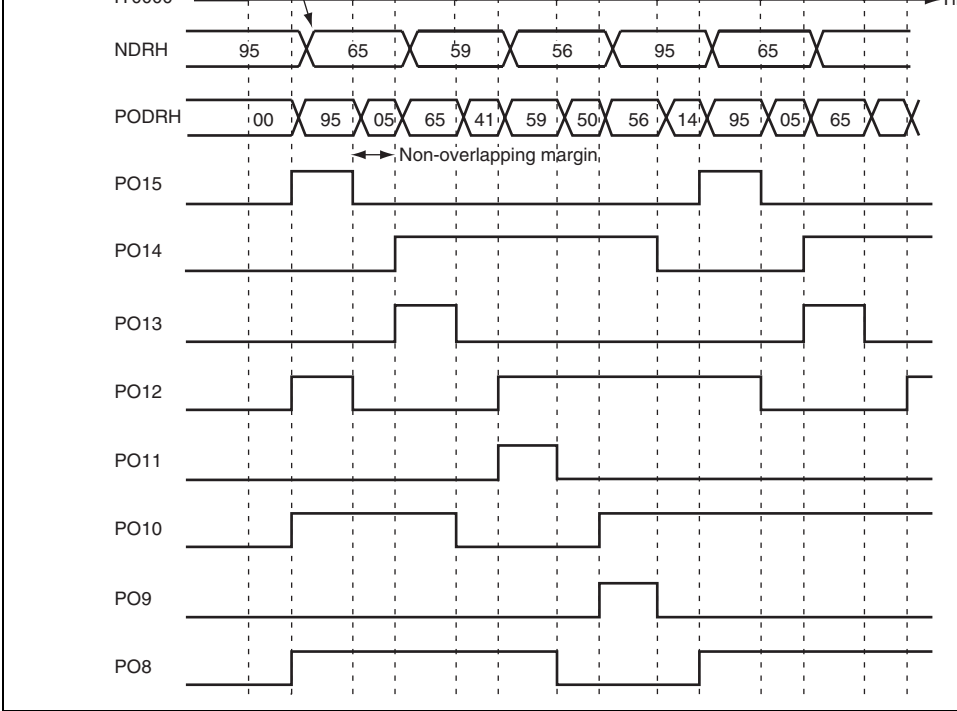 NDRH 95 65 59 56 95 65
PODRH 00 95 05 65 41 59 50 56 14 95 05 65
Non-overlapping margin
PO15
PO14
PO13
PO12
PO11
PO10
PO9
PO8